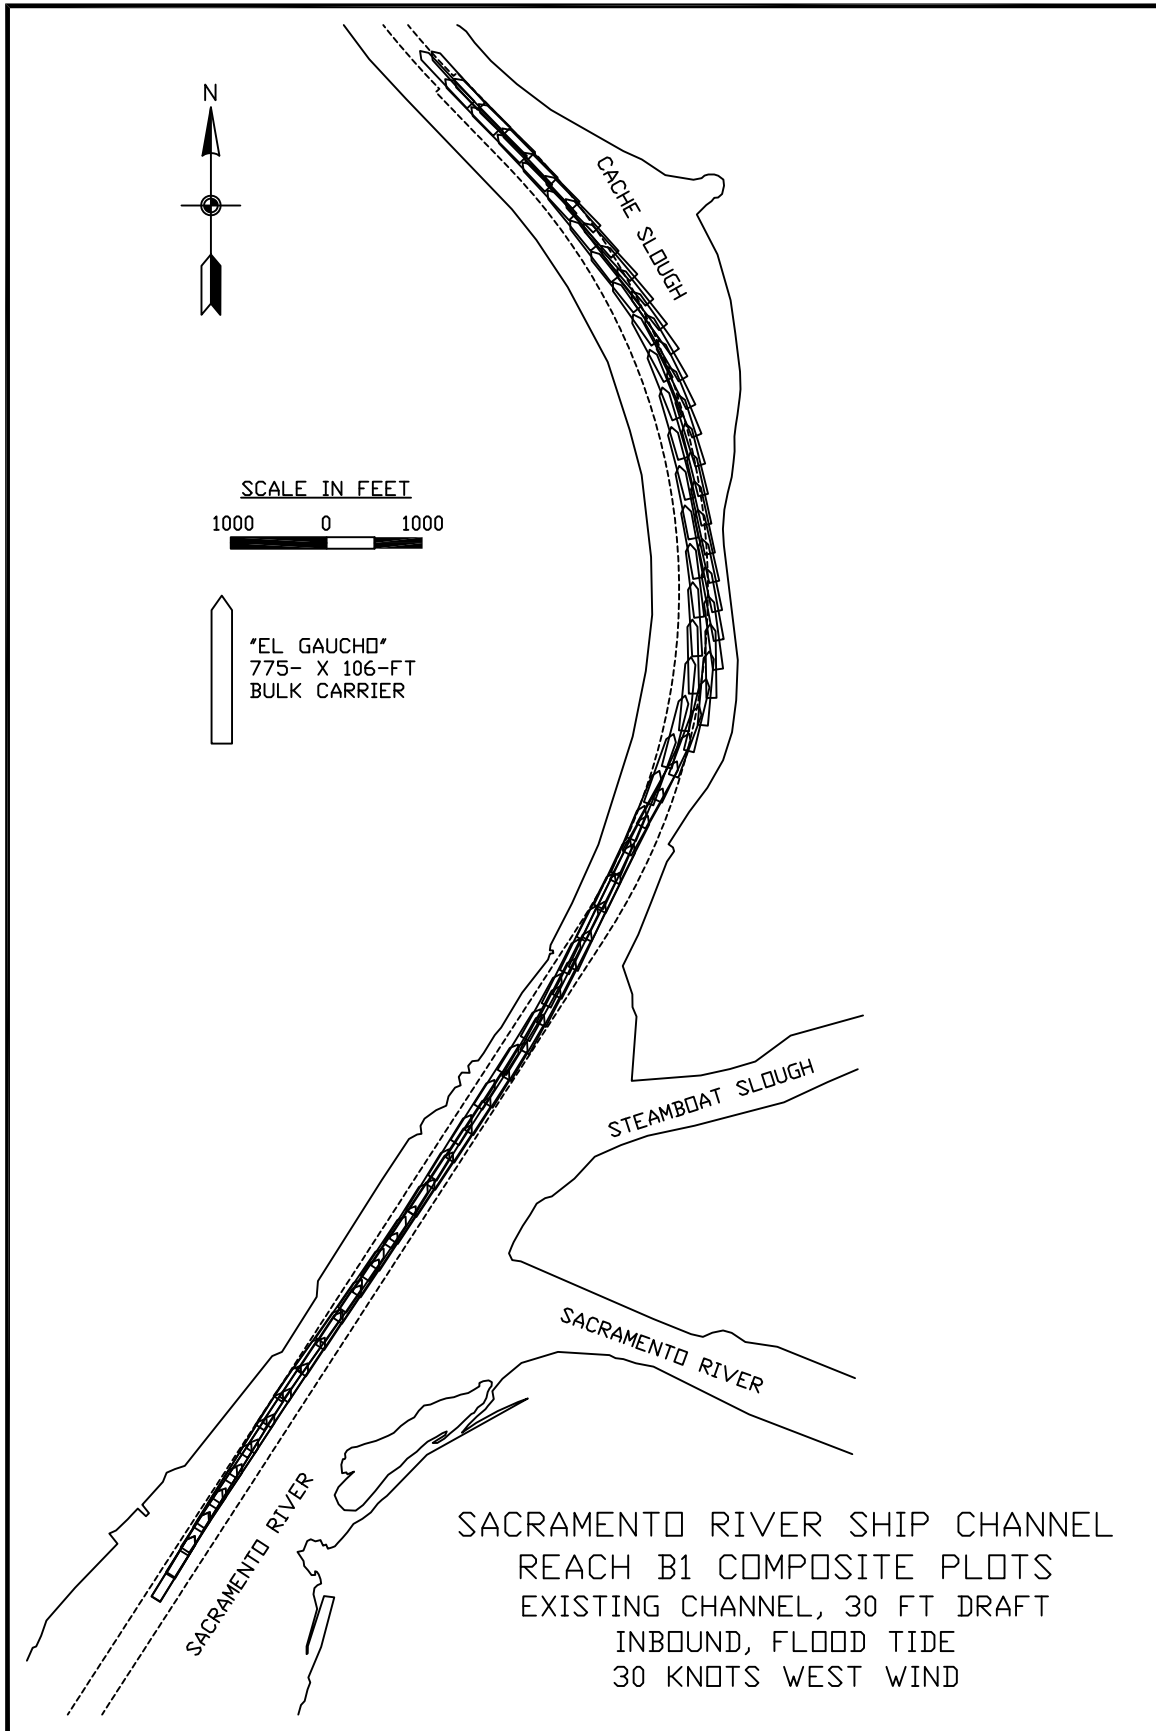 N
CACHE SLOUGH
SCALE IN FEET
1000 0 1000
"EL GAUCHO"
775- X 106-FT
BULK CARRIER
STEAMBOAT SLOUGH
SACRAMENTO RIVER
SACRAMENTO RIVER
SACRAMENTO RIVER SHIP CHANNEL
REACH B1 COMPOSITE PLOTS
EXISTING CHANNEL, 30 FT DRAFT
INBOUND, FLOOD TIDE
30 KNOTS WEST WIND